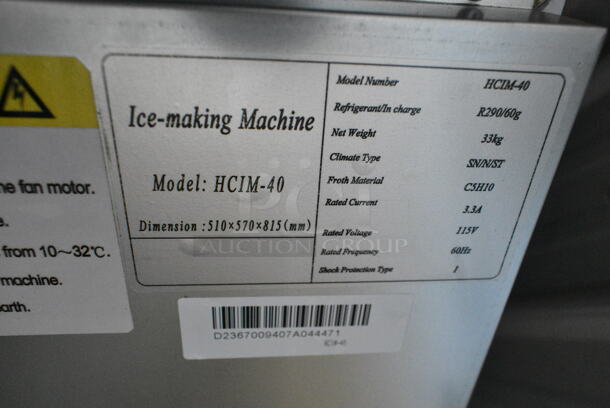 Ice-making Machine
Model: HCIM-40
Dimension :510×570×815(mm)
Model Number HCIM-40
Refrigerant/In charge R290/60g
Net Weight 33kg
Climate Type SN/N/ST
Froth Material C5H10
Rated Current 3.3A
Rated Voltage 115V
Rated Frequency 60Hz
Shock Protection Type I
fan motor.
from 10~32℃.
machine.
D2367009407A044471
AUCTION GROUP